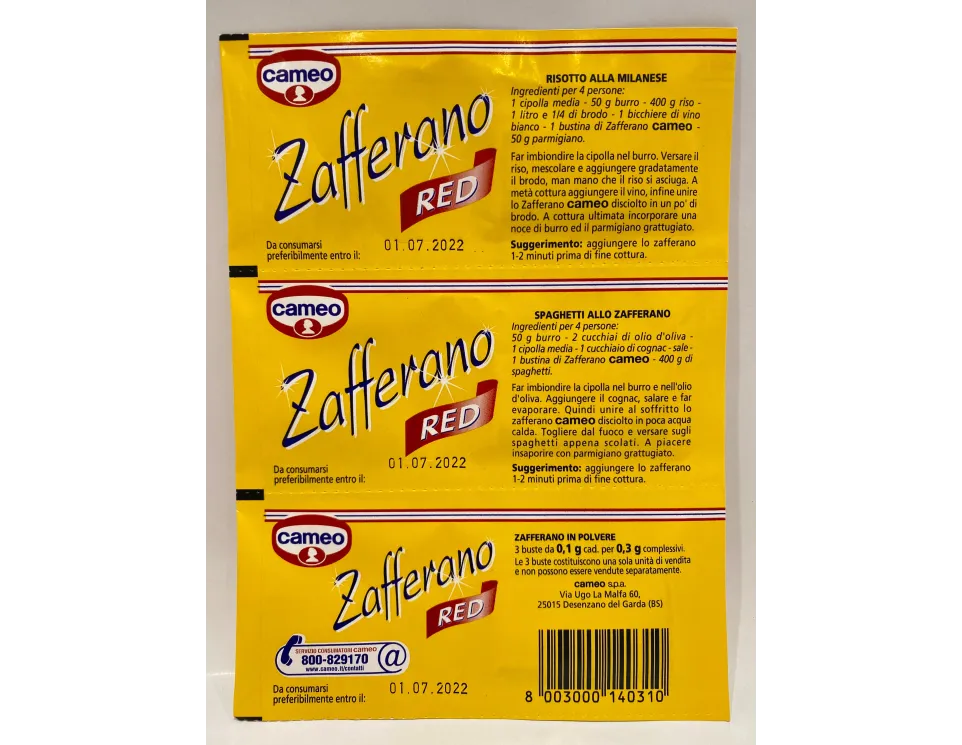 cameo
Zafferano
RED
Da consumarsi
preferibilmente entro il:
01.07.2022
RISOTTO ALLA MILANESE
Ingredienti per 4 persone:
1 cipolla media - 50 g burro - 400 g riso -
1 litro e 1/4 di brodo - 1 bicchiere di vino
bianco - 1 bustina di Zafferano cameo -
50 g parmigiano.
Far imbiondire la cipolla nel burro. Versare il
riso, mescolare e aggiungere gradatamente
il brodo, man mano che il riso si asciuga. A
metà cottura aggiungere il vino, infine unire
lo Zafferano cameo disciolto in un po' di
brodo. A cottura ultimata incorporare una
noce di burro ed il parmigiano grattugiato.
Suggerimento: aggiungere lo zafferano
1-2 minuti prima di fine cottura.
cameo
Zafferano
RED
Da consumarsi
preferibilmente entro il:
01.07.2022
SPAGHETTI ALLO ZAFFERANO
Ingredienti per 4 persone:
50 g burro - 2 cucchiai di olio d'oliva -
1 cipolla media - 1 cucchiaio di cognac - sale -
1 bustina di Zafferano cameo - 400 g di
spaghetti.
Far imbiondire la cipolla nel burro e nell'olio
d'oliva. Aggiungere il cognac, salare e far
evaporare. Quindi unire al soffritto lo
zafferano cameo disciolto in poca acqua
calda. Togliere dal fuoco e versare sugli
spaghetti appena scolati. A piacere
insaporire con parmigiano grattugiato.
Suggerimento: aggiungere lo zafferano
1-2 minuti prima di fine cottura.
cameo
Zafferano
RED
SERVIZIO CONSUMATORI cameo
800-829170
www.cameo.it/contatti
@
Da consumarsi
preferibilmente entro il:
01.07.2022
ZAFFERANO IN POLVERE
3 buste da 0,1 g cad. per 0,3 g complessivi.
Le 3 buste costituiscono una sola unità di vendita
e non possono essere vendute separatamente.
cameo s.p.a.
Via Ugo La Malfa 60,
25015 Desenzano del Garda (BS)
8 003000 140310